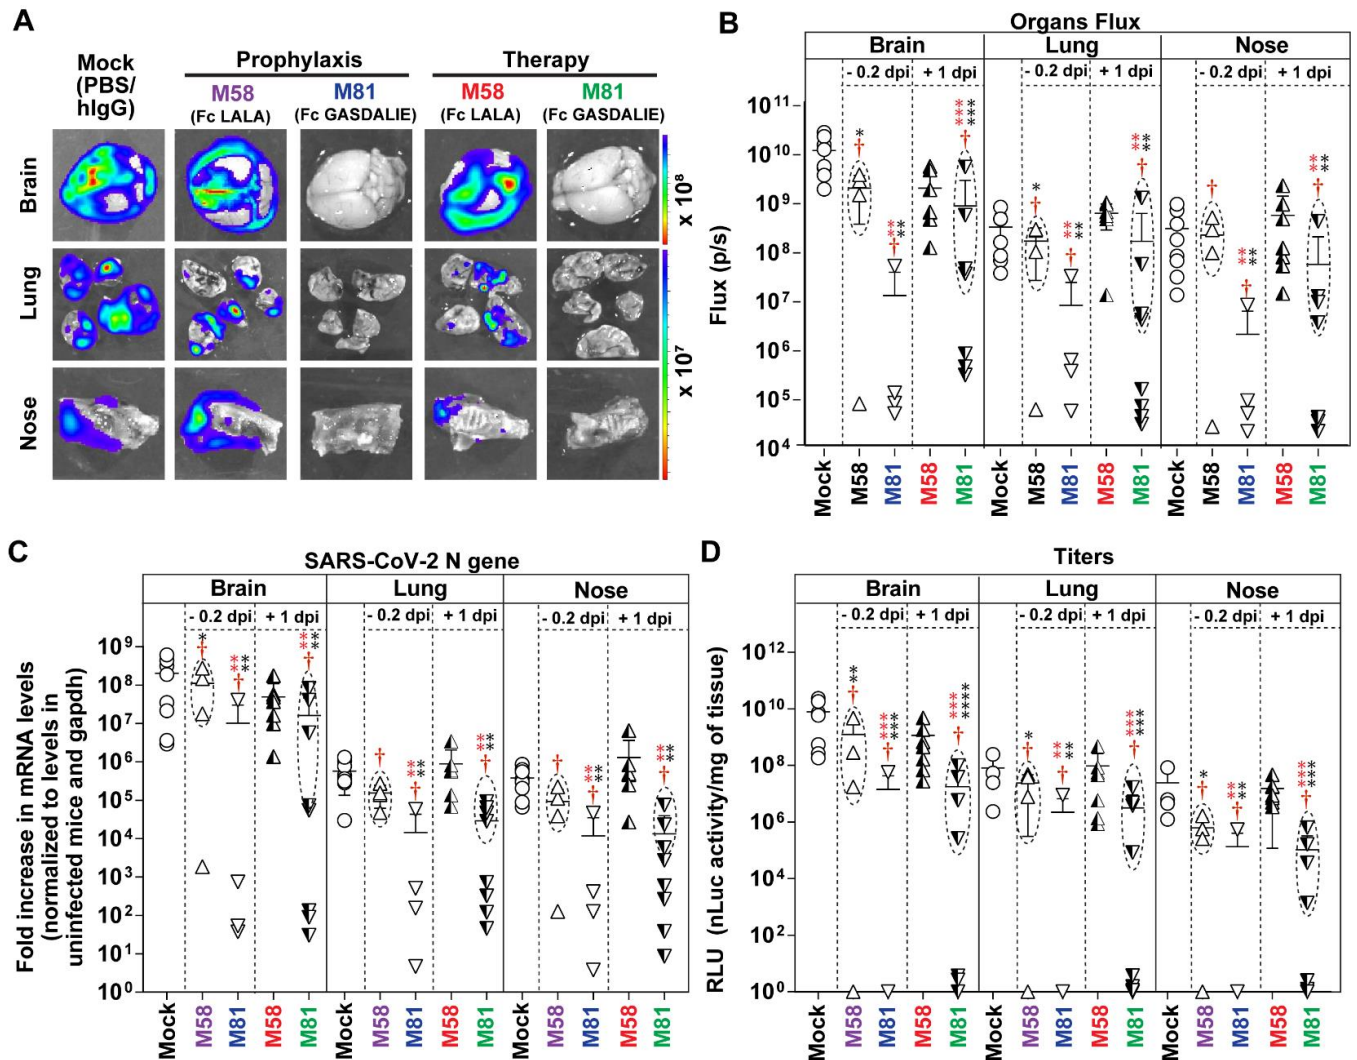 A
Mock
(PBS/
hIgG)
Prophylaxis
Therapy
M58
(Fc LALA)
M81
(Fc GASDALIE)
M58
(Fc LALA)
M81
(Fc GASDALIE)
Brain
Lung
Nose
x 10⁸
x 10⁷
B
Organs Flux
Brain
Lung
Nose
- 0.2 dpi
+ 1 dpi
- 0.2 dpi
+ 1 dpi
- 0.2 dpi
+ 1 dpi
Flux (p/s)
10¹¹
10¹⁰
10⁹
10⁸
10⁷
10⁶
10⁵
10⁴
Mock
M58
M81
M58
M81
Mock
M58
M81
M58
M81
Mock
M58
M81
M58
M81
C
SARS-CoV-2 N gene
Brain
Lung
Nose
- 0.2 dpi
+ 1 dpi
- 0.2 dpi
+ 1 dpi
- 0.2 dpi
+ 1 dpi
Fold increase in mRNA levels
(normalized to levels in
uninfected mice and gapdh)
10⁹
10⁸
10⁷
10⁶
10⁵
10⁴
10³
10²
10¹
10⁰
Mock
M58
M81
M58
M81
Mock
M58
M81
M58
M81
Mock
M58
M81
M58
M81
D
Titers
Brain
Lung
Nose
- 0.2 dpi
+ 1 dpi
- 0.2 dpi
+ 1 dpi
- 0.2 dpi
+ 1 dpi
RLU (nLuc activity/mg of tissue)
10¹²
10¹⁰
10⁸
10⁶
10⁴
10²
10⁰
Mock
M58
M81
M58
M81
Mock
M58
M81
M58
M81
Mock
M58
M81
M58
M81